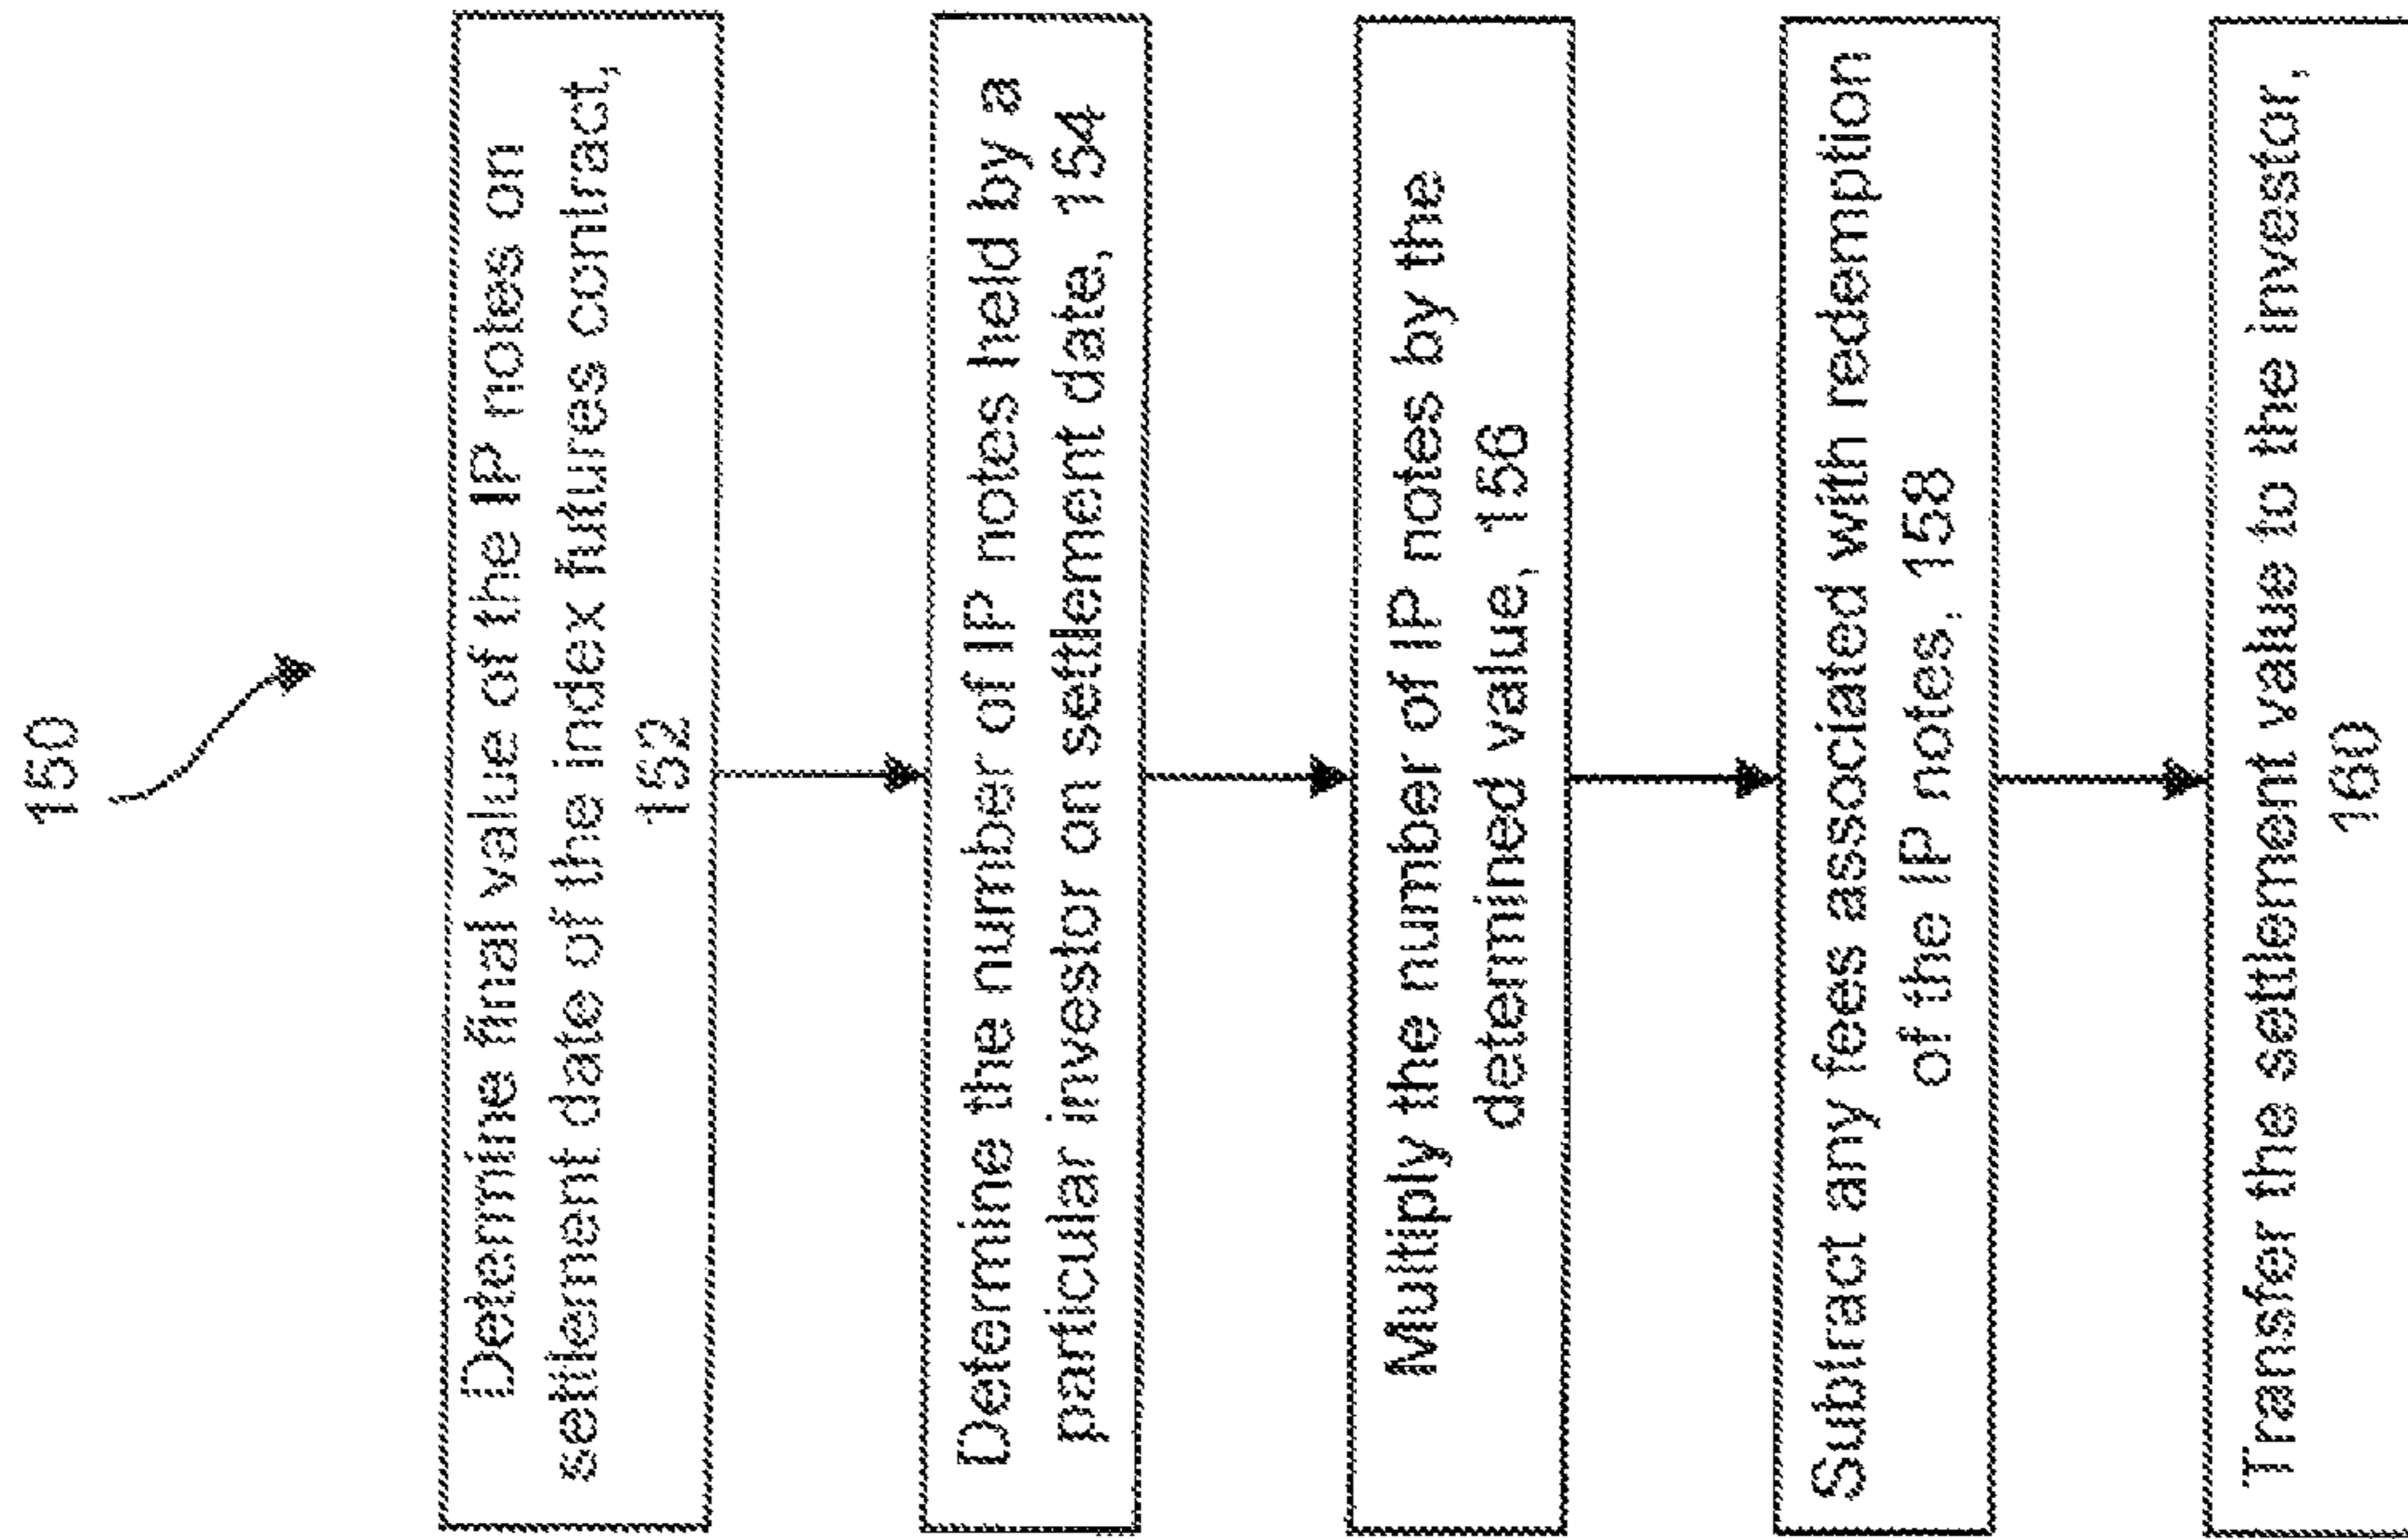 150
Determine final value of the IP notes on
settlement date of the index futures contract,
152
Determine the number of IP notes held by a
particular investor on settlement date, 154
Multiply the number of IP notes by the
determined value, 156
Subtract any fees associated with redemption
of the IP notes, 158
Transfer the settlement value to the investor,
160